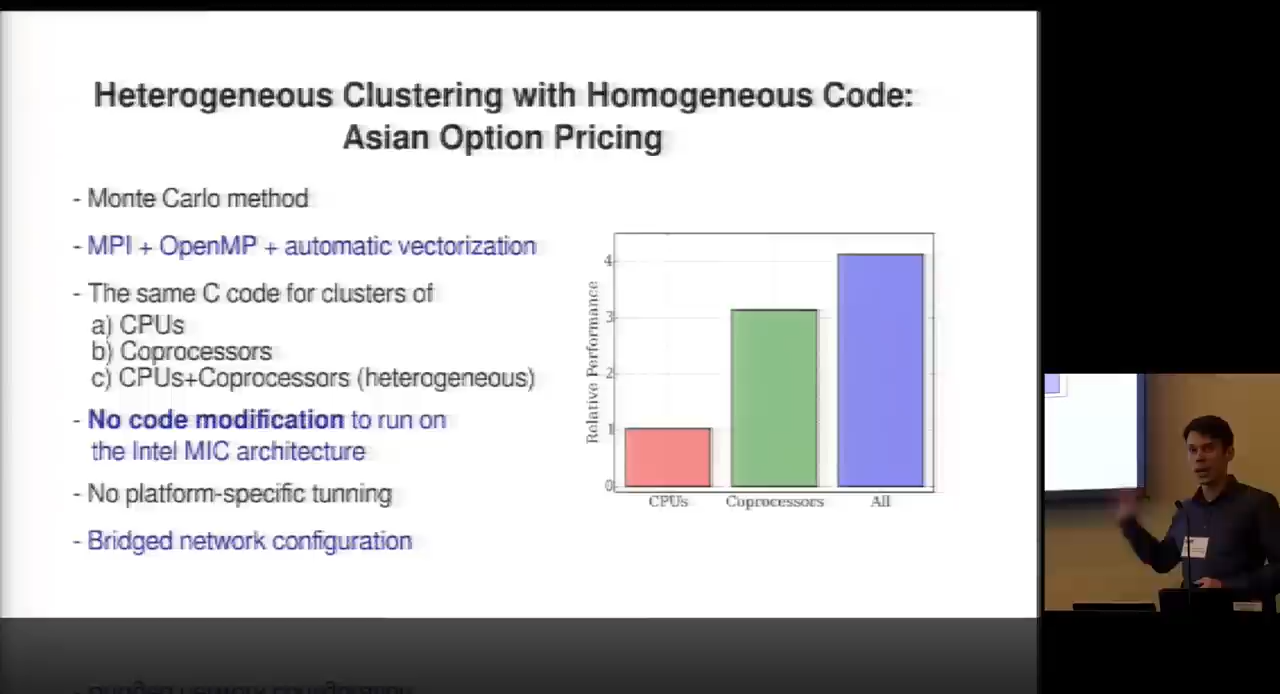 Heterogeneous Clustering with Homogeneous Code:
Asian Option Pricing
- Monte Carlo method
- MPI + OpenMP + automatic vectorization
- The same C code for clusters of
a) CPUs
b) Coprocessors
c) CPUs+Coprocessors (heterogeneous)
- No code modification to run on
the Intel MIC architecture
- No platform-specific tunning
- Bridged network configuration
Relative Performance
4
3
2
1
0
CPUs
Coprocessors
All